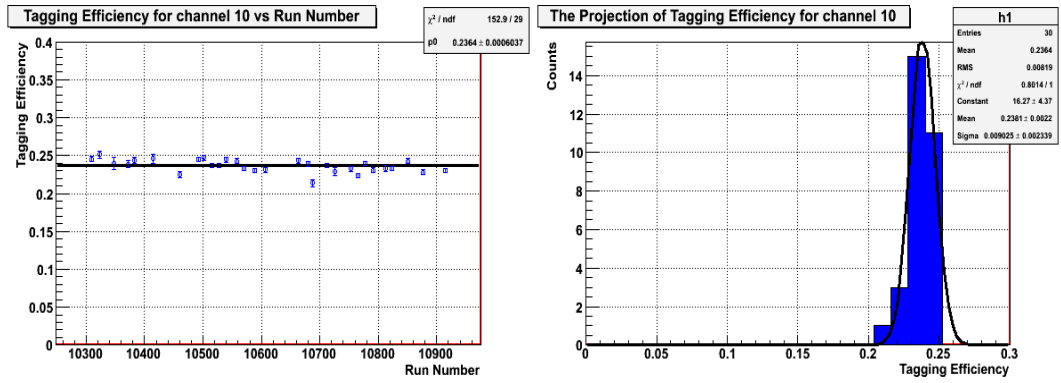 Tagging Efficiency for channel 10 vs Run Number
χ² / ndf 152.9 / 29
p0 0.2364 ± 0.0006037
Tagging Efficiency
0.4
0.35
0.3
0.25
0.2
0.15
0.1
0.05
0
10300 10400 10500 10600 10700 10800 10900
Run Number
The Projection of Tagging Efficiency for channel 10
h1
Entries 30
Mean 0.2364
RMS 0.00819
χ² / ndf 0.8014 / 1
Constant 16.27 ± 4.37
Mean 0.2381 ± 0.0022
Sigma 0.009025 ± 0.002339
Counts
14
12
10
8
6
4
2
0
0 0.05 0.1 0.15 0.2 0.25 0.3
Tagging Efficiency